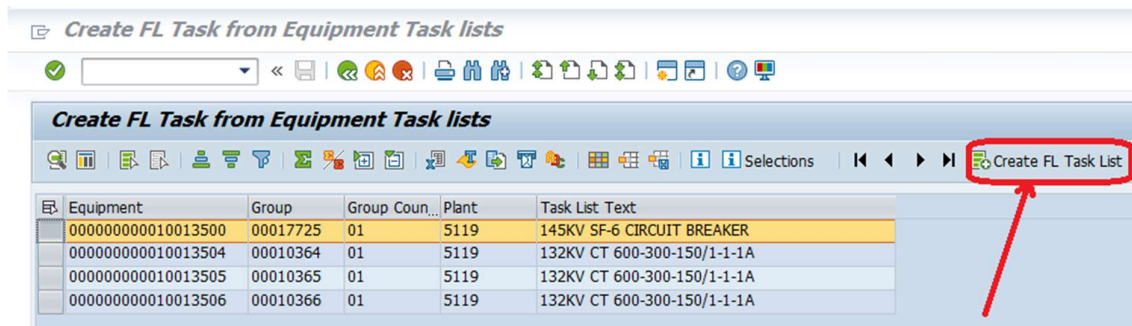 Create FL Task from Equipment Task lists
Create FL Task from Equipment Task lists
Selections Create FL Task List
Equipment Group Group Coun... Plant Task List Text
000000000010013500 00017725 01 5119 145KV SF-6 CIRCUIT BREAKER
000000000010013504 00010364 01 5119 132KV CT 600-300-150/1-1-1A
000000000010013505 00010365 01 5119 132KV CT 600-300-150/1-1-1A
000000000010013506 00010366 01 5119 132KV CT 600-300-150/1-1-1A